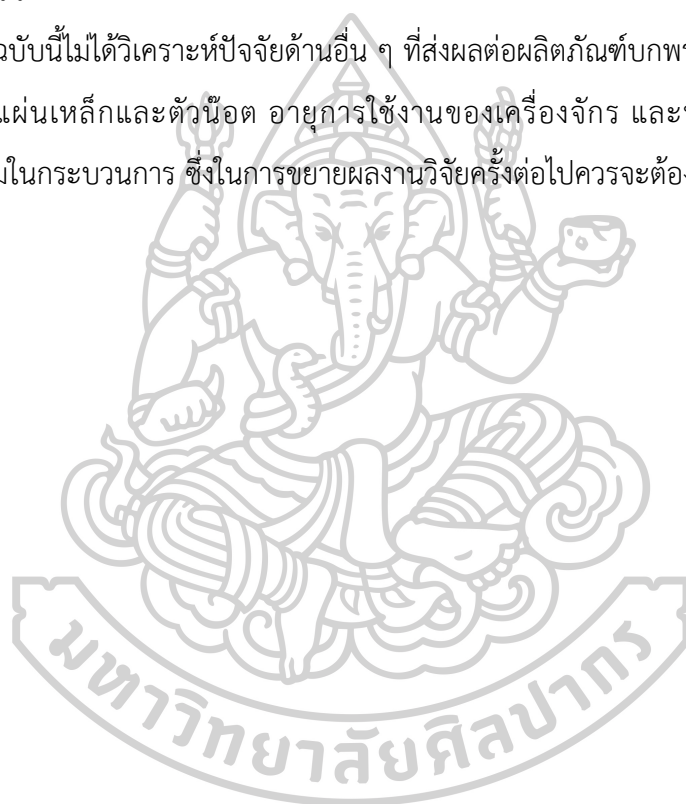 บับนี้ไม่ได้วิเคราะห์ปัจจัยด้านอื่น ๆ ที่ส่งผลต่อผลิตภัณฑ์บกพ
แผ่นเหล็กและตัวน๊อต อายุการใช้งานของเครื่องจักร และ
ในกระบวนการ ซึ่งในการขยายผลงานวิจัยครั้งต่อไปควรจะต้อง
มหาวิทยาลัยศิลปากร